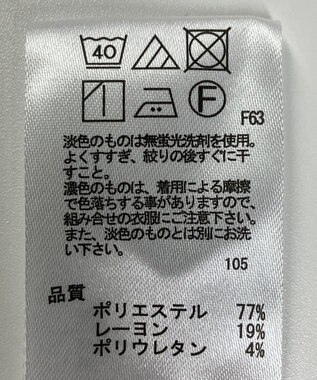 40
F
F63
淡色のものは無蛍光洗剤を使用。
よくすすぎ、絞りの後すぐに干
すこと。
濃色のものは、着用による摩擦
で色落ちする事がありますので、
組み合せの衣服にご注意下さい。
また、淡色のものとは別にお洗
い下さい。
105
品質
ポリエステル 77%
レーヨン 19%
ポリウレタン 4%